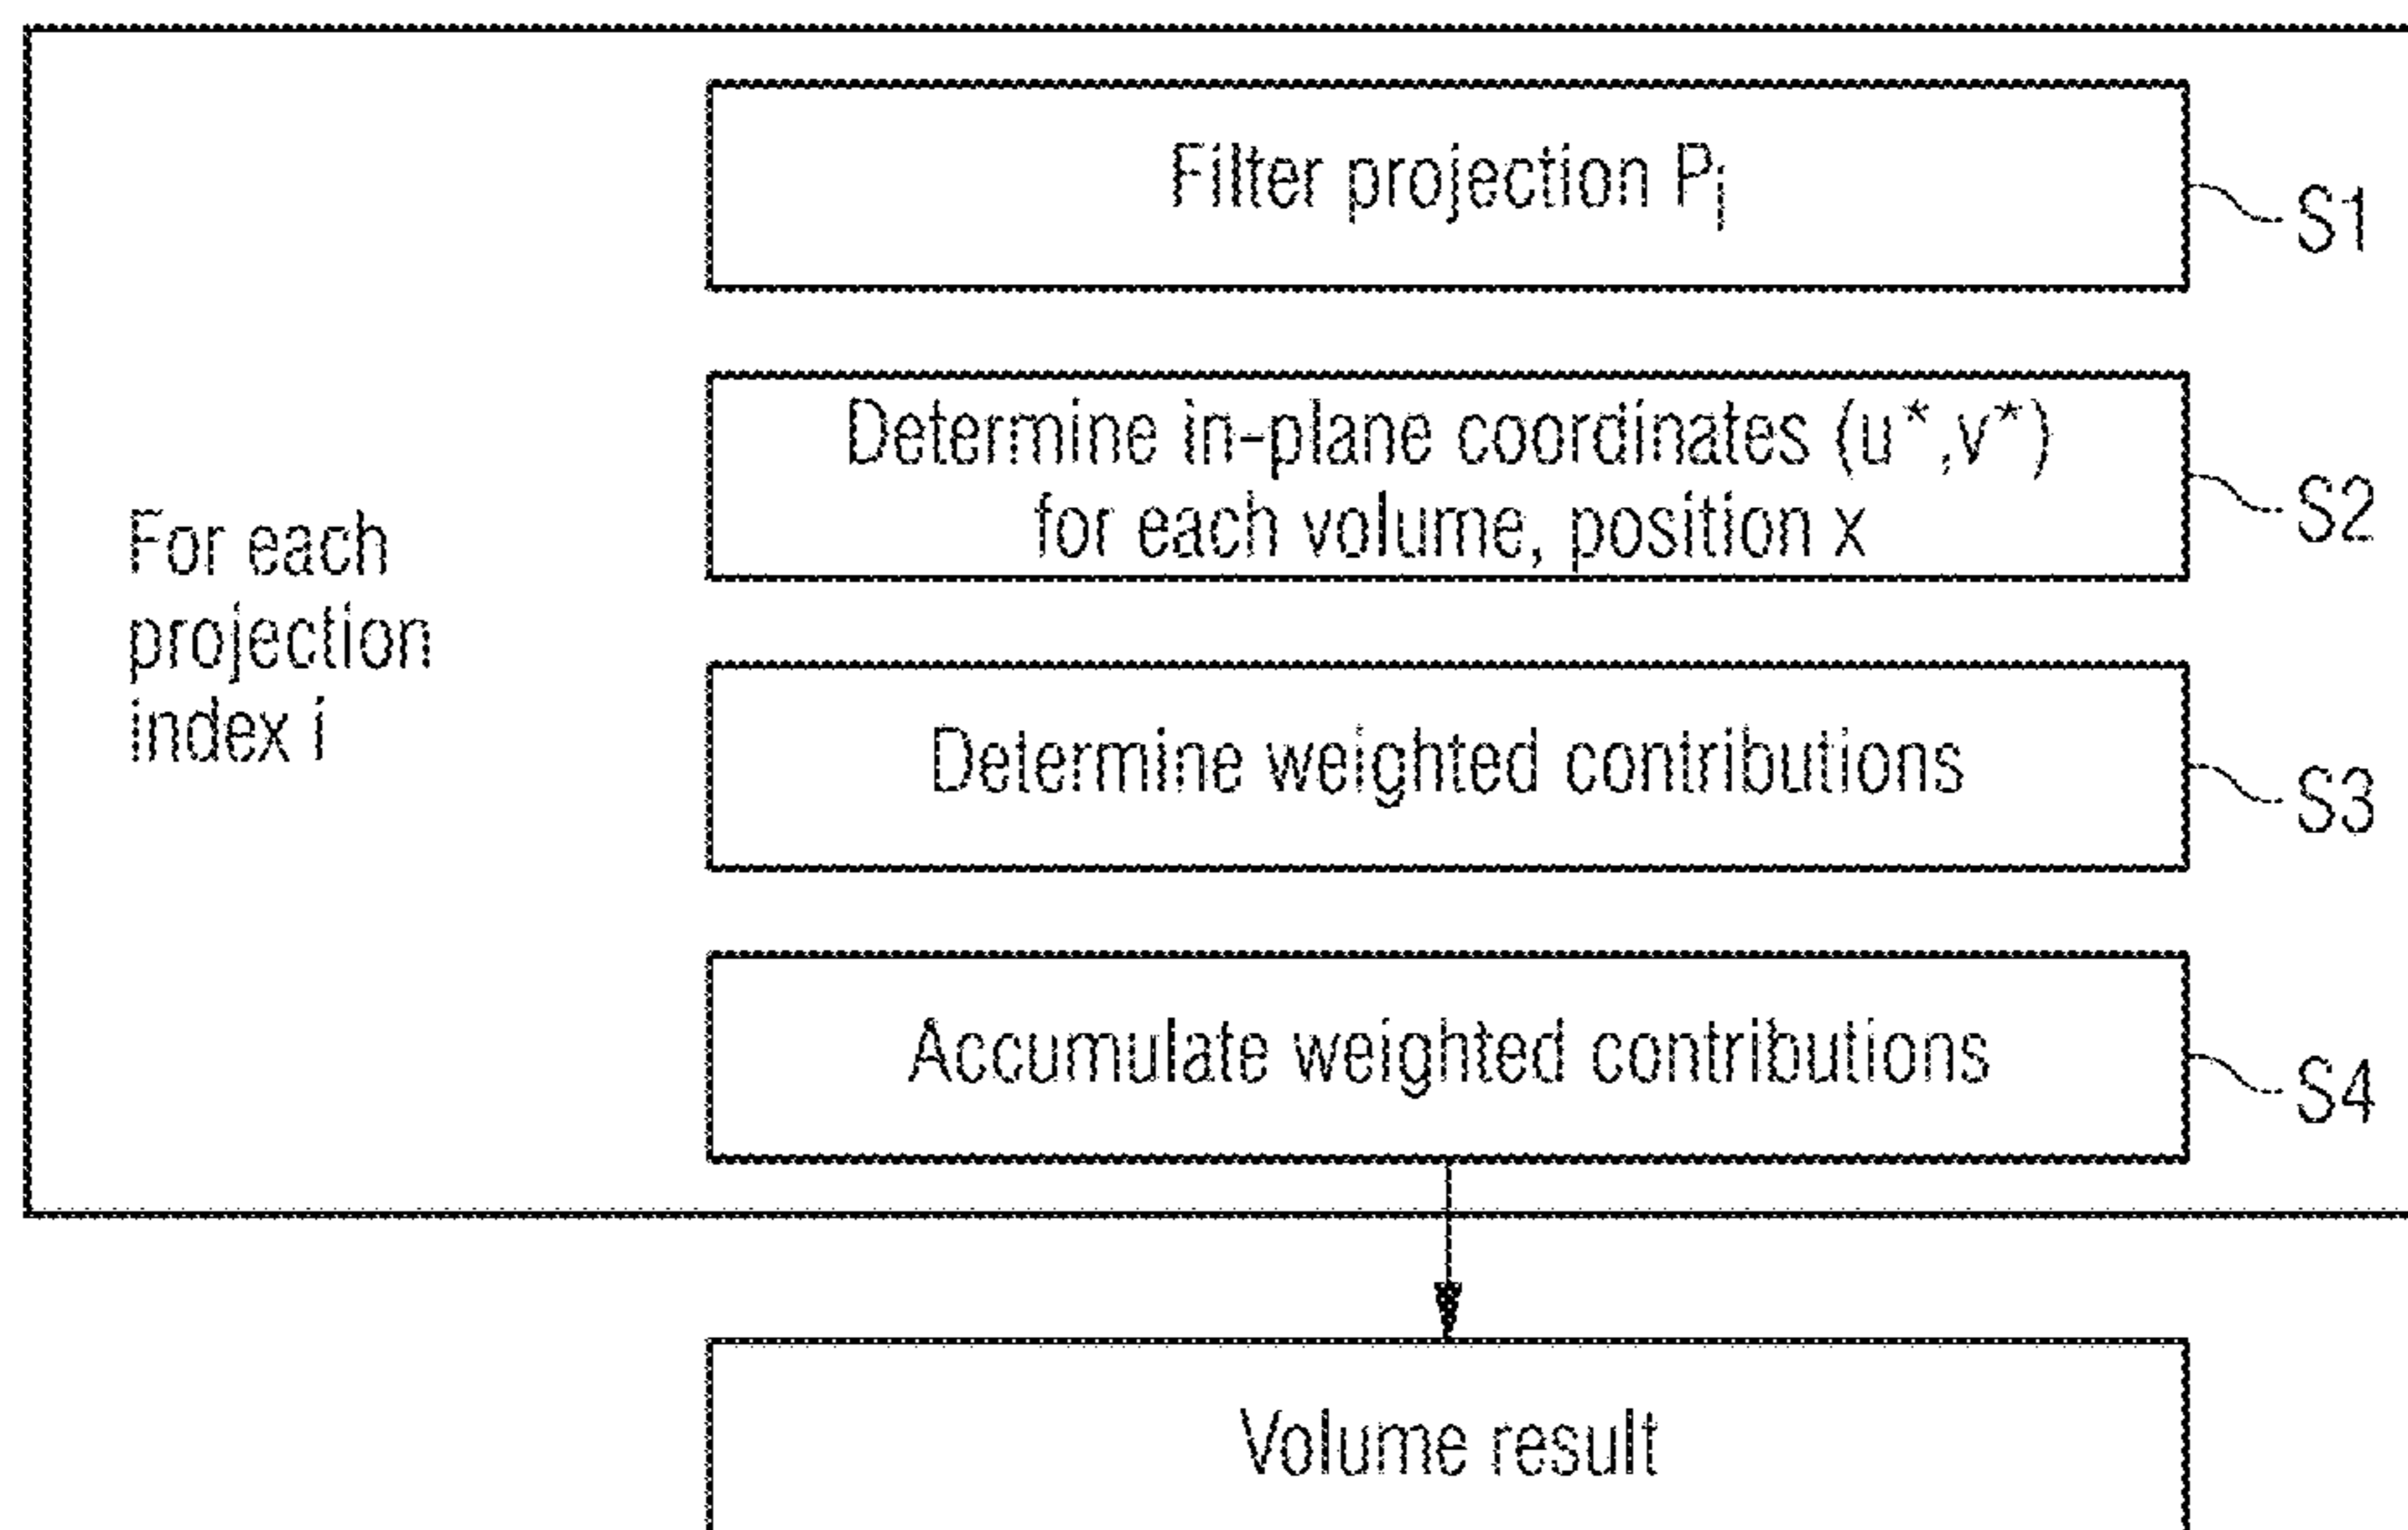 Filter projection Pi
S1
Determine in-plane coordinates (u*,v*)
for each volume, position x
S2
For each
projection
index i
Determine weighted contributions
S3
Accumulate weighted contributions
S4
Volume result